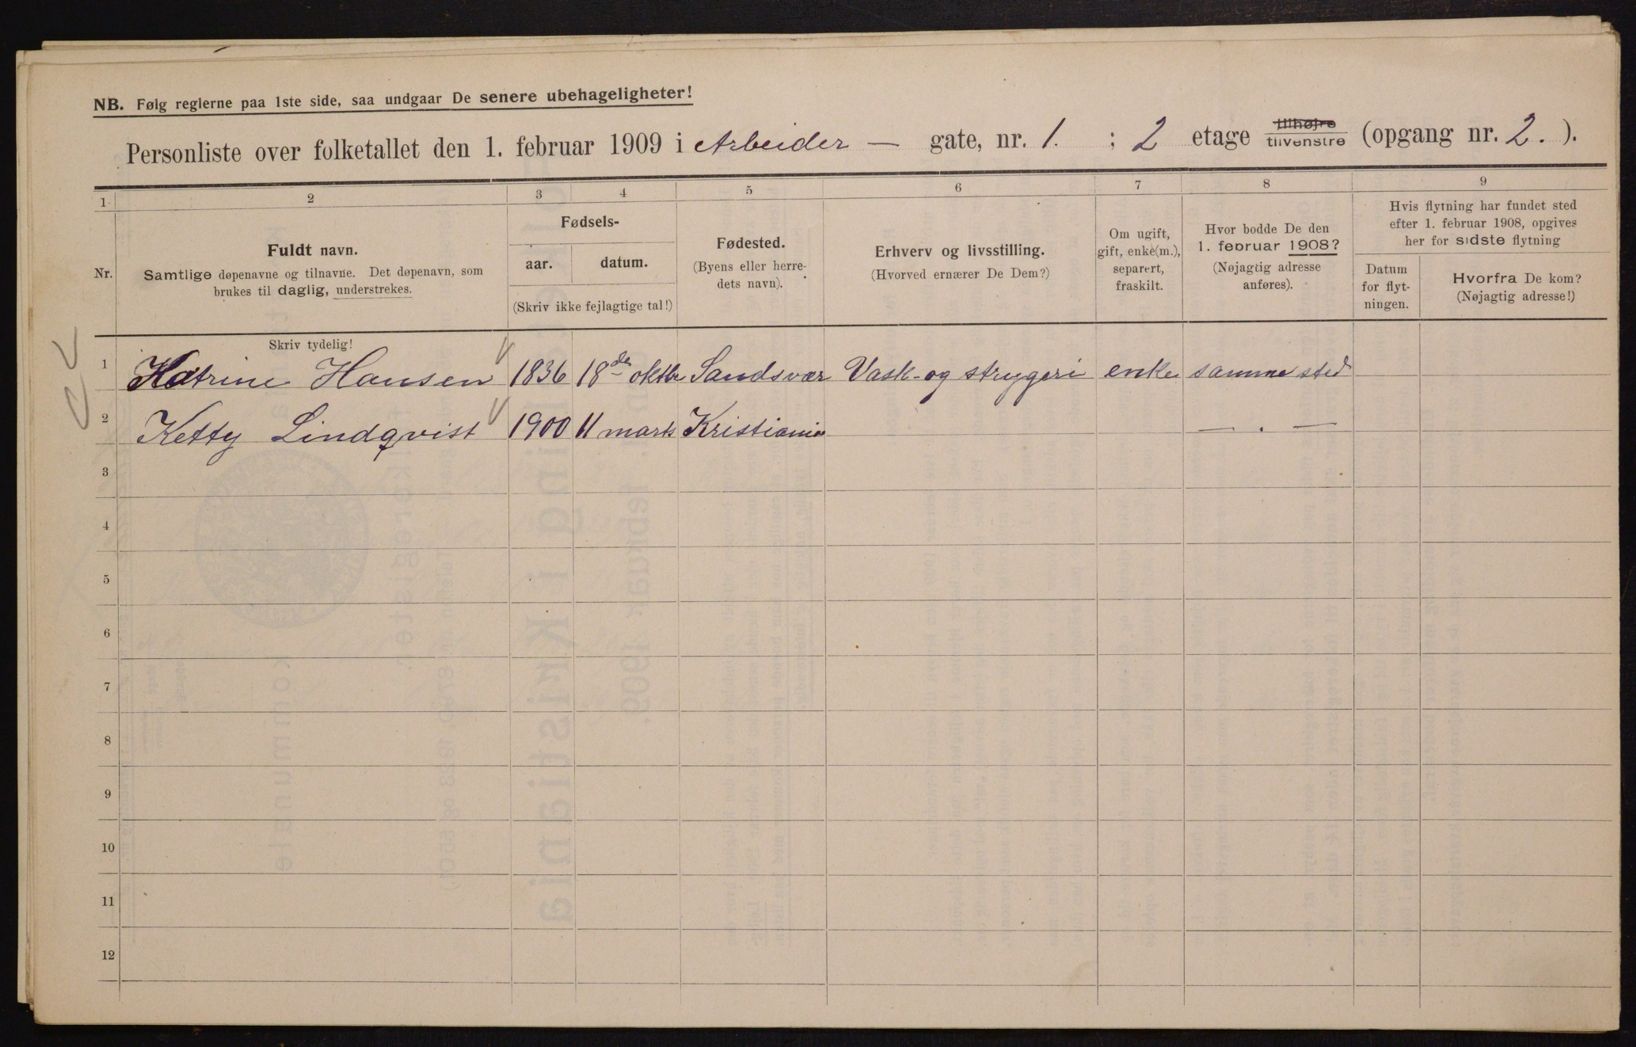 NB. Følg reglerne paa 1ste side, saa undgaar De senere ubehageligheter!
Personliste over folketallet den 1. februar 1909 i Arbeider — gate, nr. 1. ; 2 etage tilhøjre tilvenstre (opgang nr. 2. ).
1 2 3 4 5 6 7 8 9
Nr.
Fuldt navn.
Samtlige døpenavne og tilnavne. Det døpenavn, som
brukes til daglig, understrekes.
Fødsels-
aar. datum.
(Skriv ikke fejlagtige tal!)
Fødested.
(Byens eller herre-
dets navn).
Erhverv og livsstilling.
(Hvorved ernærer De Dem?)
Om ugift,
gift, enke(m.),
separert,
fraskilt.
Hvor bodde De den
1. februar 1908?
(Nøjagtig adresse
anføres).
Hvis flytning har fundet sted
efter 1. februar 1908, opgives
her for sidste flytning
Datum
for flyt-
ningen.
Hvorfra De kom?
(Nøjagtig adresse!)
Skriv tydelig!
1 Katrine Hansen 1836 18de oktbr Sandsvær Vask- og strygeri enke samme sted
2 Ketty Lindqvist 1900 11 marts Kristiania — . —
3
4
5
6
7
8
9
10
11
12